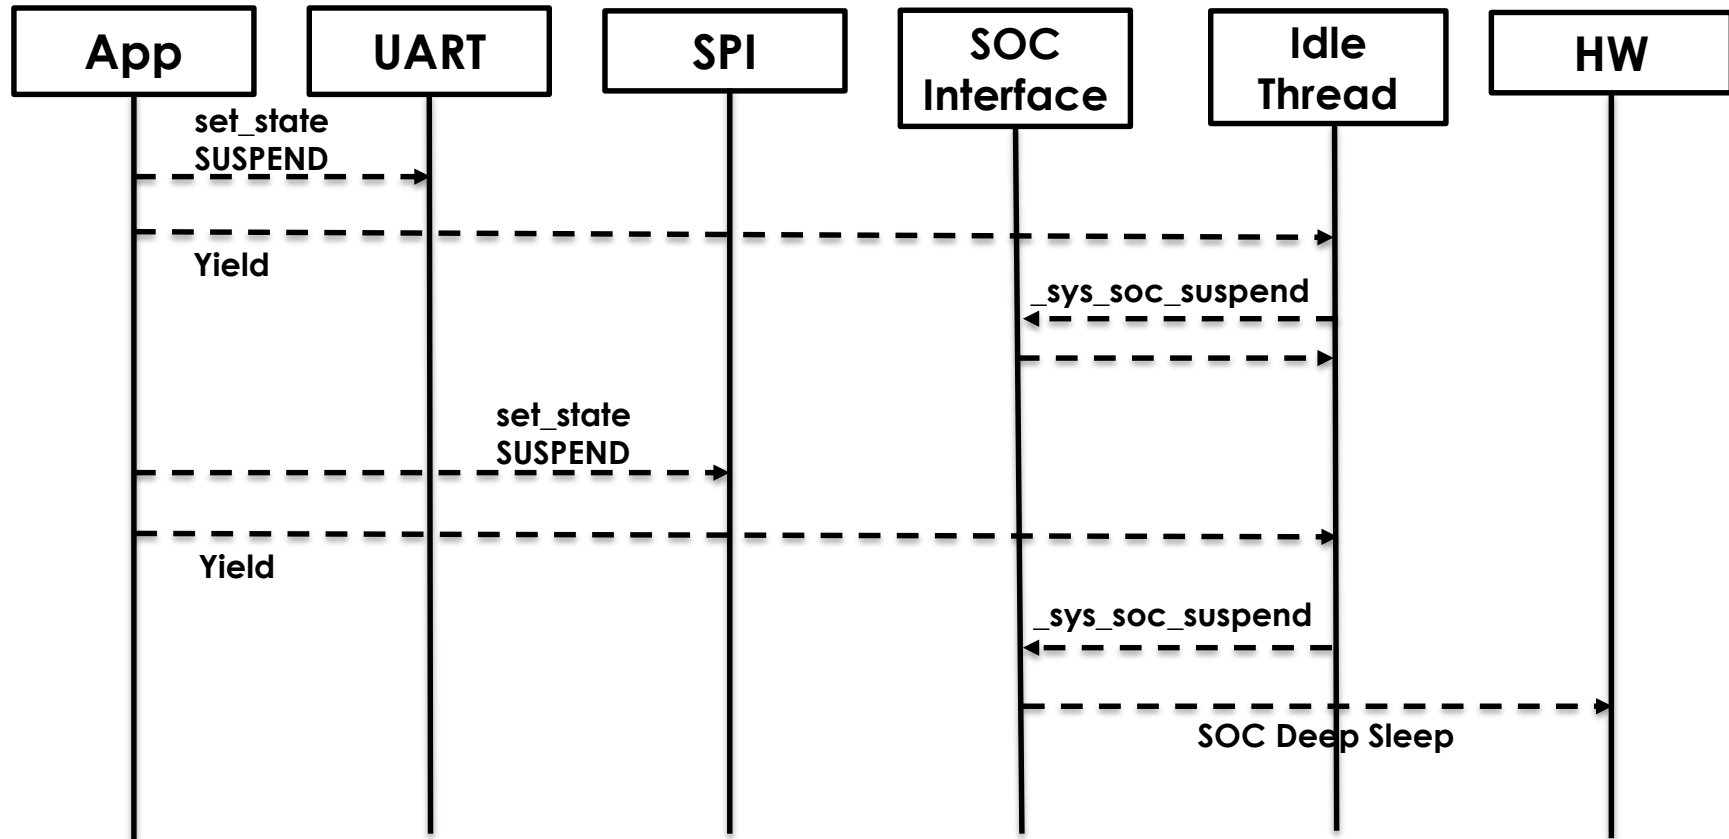 App
UART
SPI
SOC
Interface
Idle
Thread
HW
set_state
SUSPEND
Yield
_sys_soc_suspend
set_state
SUSPEND
Yield
_sys_soc_suspend
SOC Deep Sleep